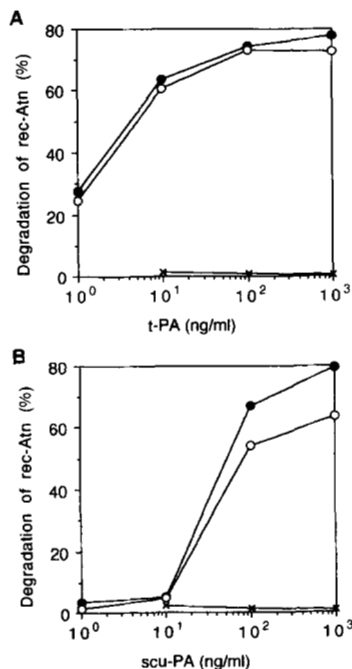 A
Degradation of rec-Atn (%)
80
60
40
20
0
10⁰ 10¹ 10² 10³
t-PA (ng/ml)
B
Degradation of rec-Atn (%)
80
60
40
20
0
10⁰ 10¹ 10² 10³
scu-PA (ng/ml)